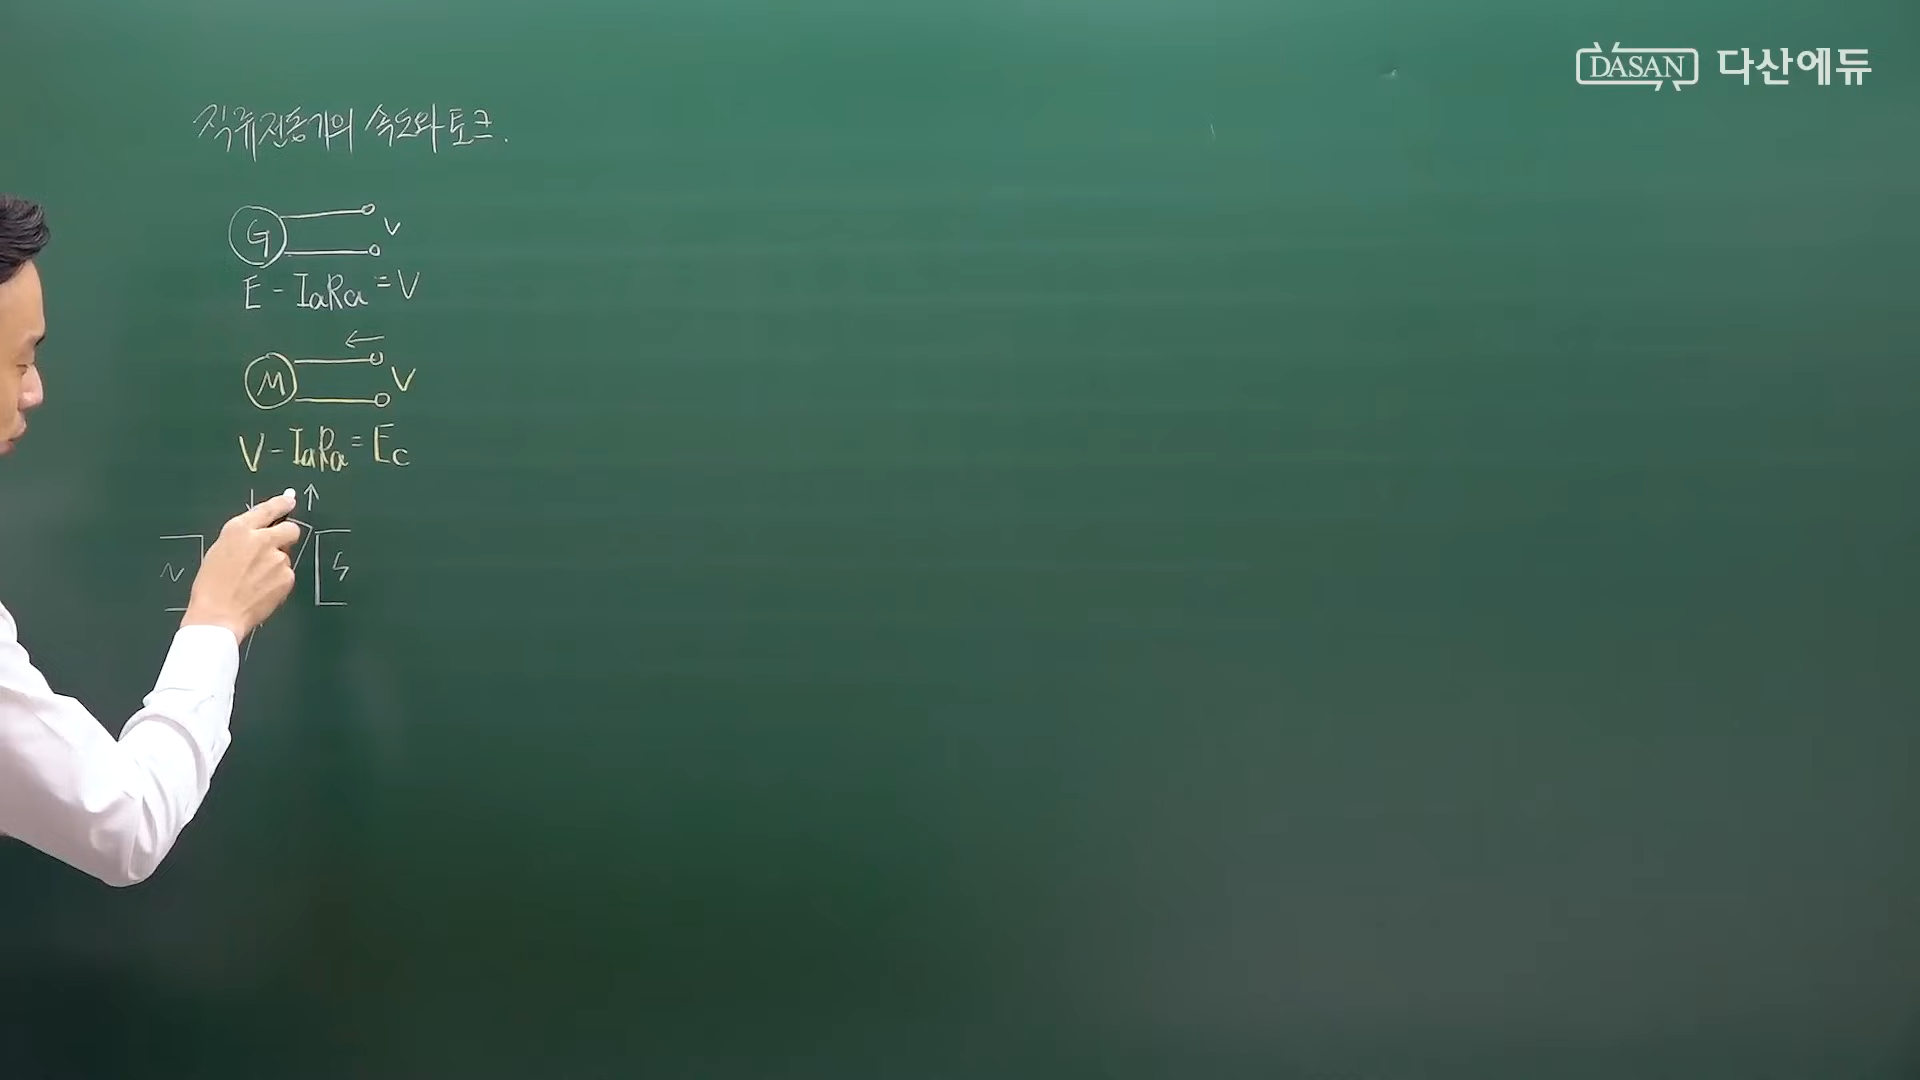 DASAN 다산에듀
직류전동기의 속도와 토크.
G V
E - IaRa = V
M V
V - IaRa = Ec
N S